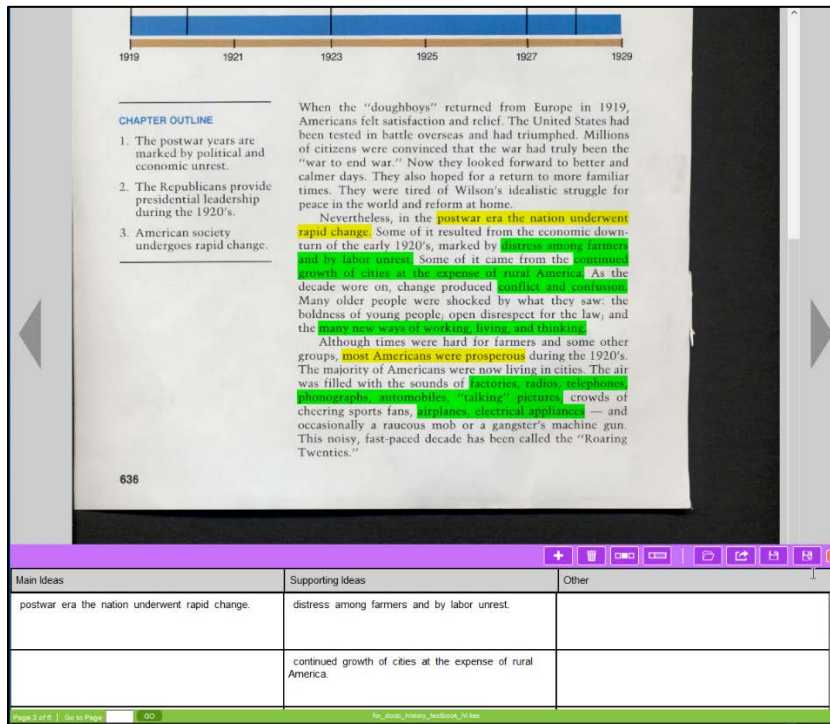 1919 1921 1923 1925 1927 1929
CHAPTER OUTLINE
1. The postwar years are
marked by political and
economic unrest.
2. The Republicans provide
presidential leadership
during the 1920's.
3. American society
undergoes rapid change.
When the "doughboys" returned from Europe in 1919,
Americans felt satisfaction and relief. The United States had
been tested in battle overseas and had triumphed. Millions
of citizens were convinced that the war had truly been the
"war to end war." Now they looked forward to better and
calmer days. They also hoped for a return to more familiar
times. They were tired of Wilson's idealistic struggle for
peace in the world and reform at home.
Nevertheless, in the postwar era the nation underwent
rapid change. Some of it resulted from the economic down-
turn of the early 1920's, marked by distress among farmers
and by labor unrest. Some of it came from the continued
growth of cities at the expense of rural America. As the
decade wore on, change produced conflict and confusion.
Many older people were shocked by what they saw: the
boldness of young people; open disrespect for the law; and
the many new ways of working, living, and thinking.
Although times were hard for farmers and some other
groups, most Americans were prosperous during the 1920's.
The majority of Americans were now living in cities. The air
was filled with the sounds of factories, radios, telephones,
phonographs, automobiles, "talking" pictures, crowds of
cheering sports fans, airplanes, electrical appliances — and
occasionally a raucous mob or a gangster's machine gun.
This noisy, fast-paced decade has been called the "Roaring
Twenties."
636
Main Ideas Supporting Ideas Other
postwar era the nation underwent rapid change. distress among farmers and by labor unrest.
continued growth of cities at the expense of rural
America.
Page 2 of 6 | Go to Page GO for_dooc_history_textbook_ht.kes